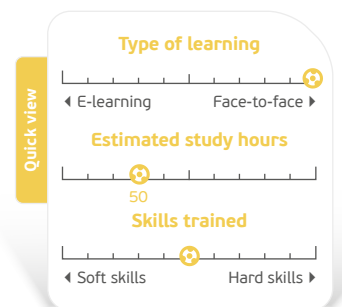 Quick view
Type of learning
E-learning Face-to-face
Estimated study hours
50
Skills trained
Soft skills Hard skills